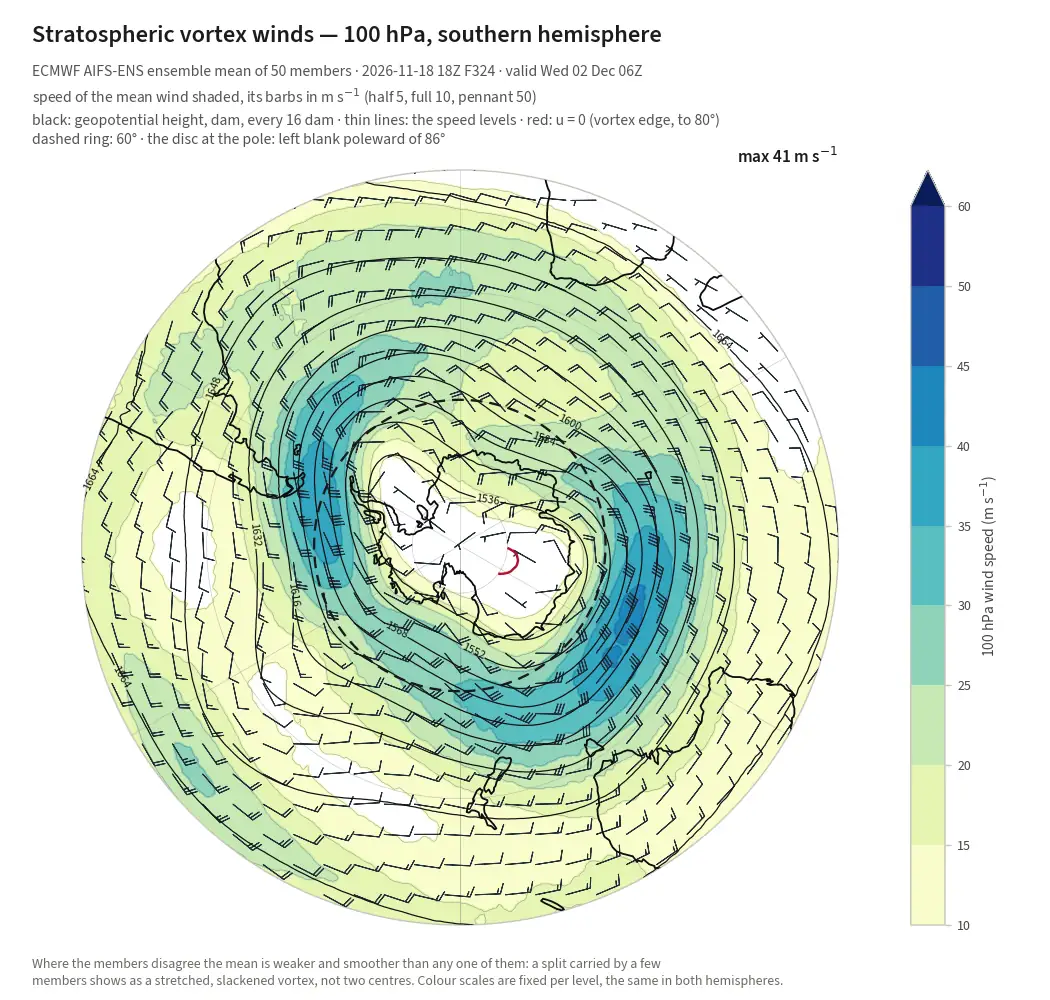 Stratospheric vortex winds — 100 hPa, southern hemisphere
ECMWF AIFS-ENS ensemble mean of 50 members · 2026-11-18 18Z F324 · valid Wed 02 Dec 06Z
speed of the mean wind shaded, its barbs in m s⁻¹ (half 5, full 10, pennant 50)
black: geopotential height, dam, every 16 dam · thin lines: the speed levels · red: u = 0 (vortex edge, to 80°)
dashed ring: 60° · the disc at the pole: left blank poleward of 86°
max 41 m s⁻¹
60
50
45
40
35
30
25
20
15
10
100 hPa wind speed (m s⁻¹)
1664
1648
1600
1584
1664
1536
1632
1616
1568
1552
1664
Where the members disagree the mean is weaker and smoother than any one of them: a split carried by a few
members shows as a stretched, slackened vortex, not two centres. Colour scales are fixed per level, the same in both hemispheres.